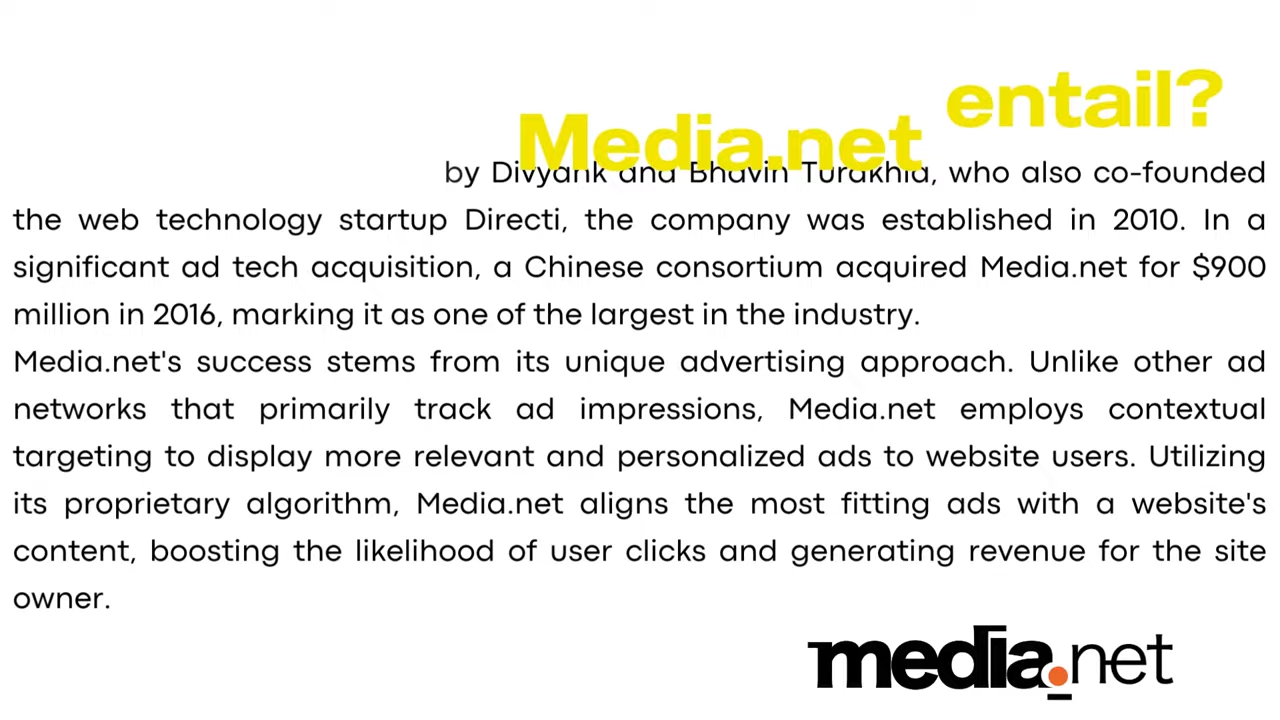 entail?
Media.net
by Divyank and Bhavin Turakhia, who also co-founded
the web technology startup Directi, the company was established in 2010. In a
significant ad tech acquisition, a Chinese consortium acquired Media.net for $900
million in 2016, marking it as one of the largest in the industry.
Media.net's success stems from its unique advertising approach. Unlike other ad
networks that primarily track ad impressions, Media.net employs contextual
targeting to display more relevant and personalized ads to website users. Utilizing
its proprietary algorithm, Media.net aligns the most fitting ads with a website's
content, boosting the likelihood of user clicks and generating revenue for the site
owner.
media.net